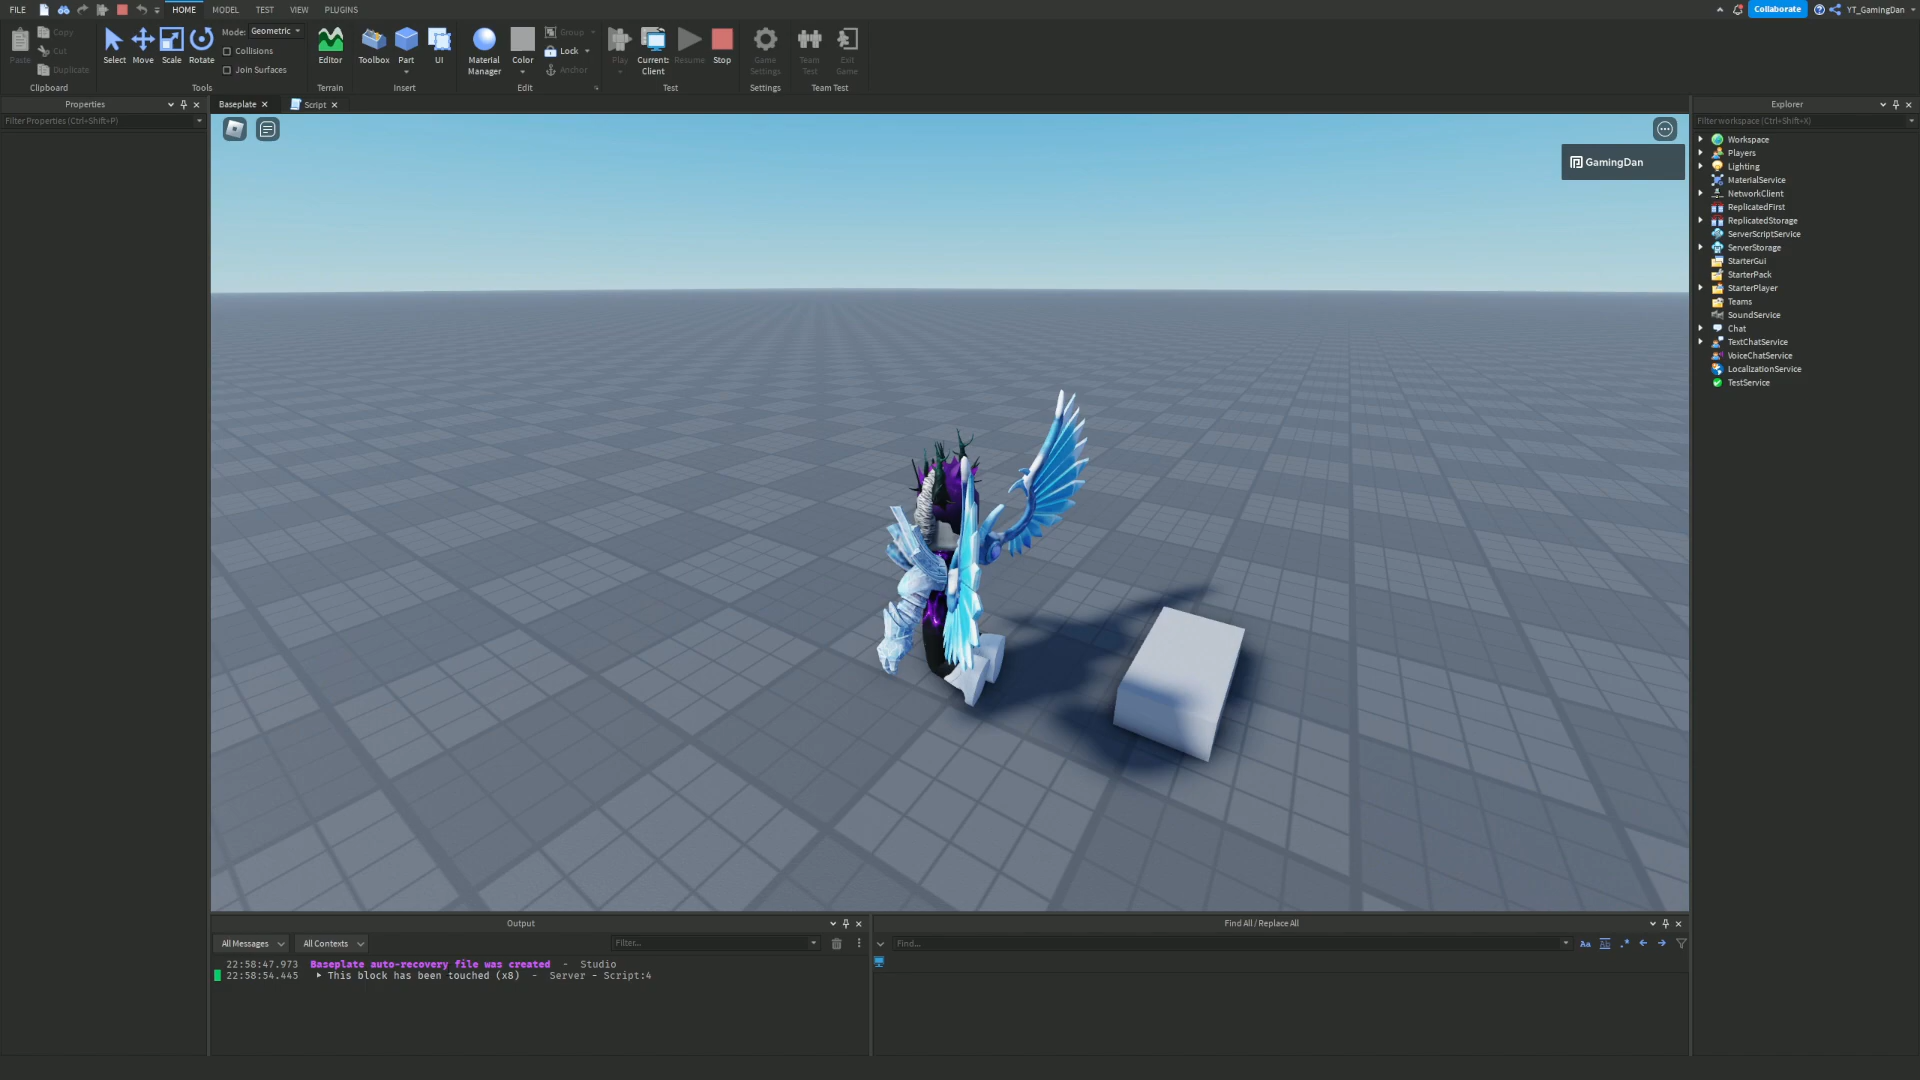 FILE
HOME MODEL TEST VIEW PLUGINS
Collaborate YT_GamingDan
Paste
Copy
Cut
Duplicate
Clipboard
Select Move Scale Rotate
Mode: Geometric
Collisions
Join Surfaces
Tools
Editor
Terrain
Toolbox Part UI
Insert
Material Manager
Color
Group
Lock
Anchor
Edit
Play
Current: Client
Resume
Stop
Test
Game Settings
Settings
Team Test
Exit Game
Team Test
Properties
Filter Properties (Ctrl+Shift+P)
Baseplate
Script
GamingDan
Explorer
Filter workspace (Ctrl+Shift+X)
Workspace
Players
Lighting
MaterialService
NetworkClient
ReplicatedFirst
ReplicatedStorage
ServerScriptService
ServerStorage
StarterGui
StarterPack
StarterPlayer
Teams
SoundService
Chat
TextChatService
VoiceChatService
LocalizationService
TestService
Output
All Messages All Contexts Filter...
22:58:47.973 Baseplate auto-recovery file was created - Studio
22:58:54.445 This block has been touched (x8) - Server - Script:4
Find All / Replace All
Find... Aa Ab .*